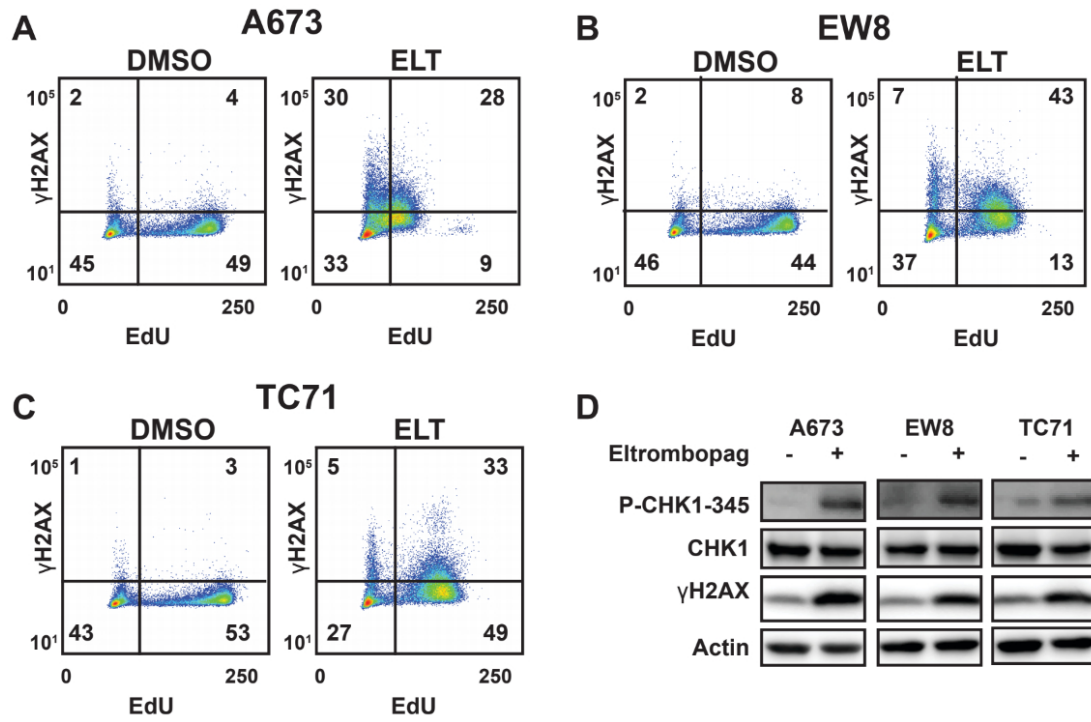 A
A673
DMSO
ELT
γH2AX
10⁵
10¹
2
4
45
49
30
28
33
9
0
250
0
250
EdU
EdU
B
EW8
DMSO
ELT
γH2AX
10⁵
10¹
2
8
46
44
γH2AX
10⁵
10¹
7
43
37
13
0
250
0
250
EdU
EdU
C
TC71
DMSO
ELT
γH2AX
10⁵
10¹
1
3
43
53
γH2AX
10⁵
10¹
5
33
27
49
0
250
0
250
EdU
EdU
D
A673 EW8 TC71
Eltrombopag - + - + - +
P-CHK1-345
CHK1
γH2AX
Actin